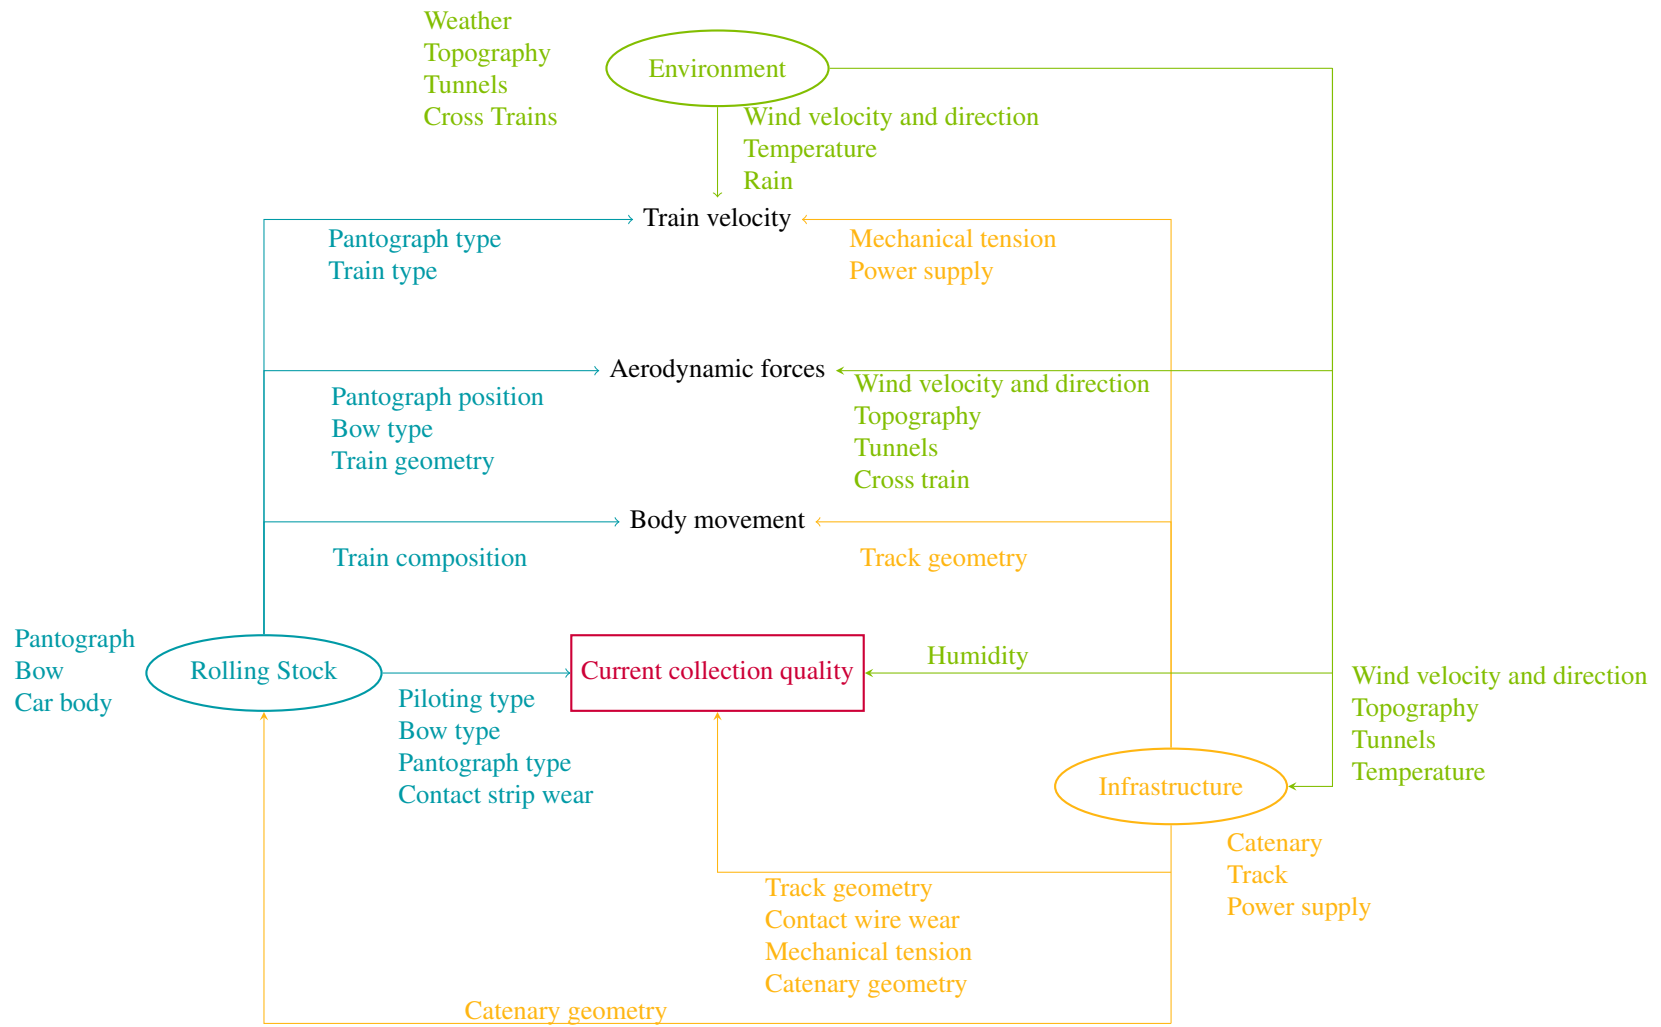 Weather
Topography
Tunnels
Cross Trains
Environment
Wind velocity and direction
Temperature
Rain
Train velocity
Pantograph type
Train type
Mechanical tension
Power supply
Aerodynamic forces
Pantograph position
Bow type
Train geometry
Wind velocity and direction
Topography
Tunnels
Cross train
Body movement
Train composition
Track geometry
Pantograph
Bow
Car body
Rolling Stock
Current collection quality
Humidity
Piloting type
Bow type
Pantograph type
Contact strip wear
Wind velocity and direction
Topography
Tunnels
Temperature
Infrastructure
Catenary
Track
Power supply
Track geometry
Contact wire wear
Mechanical tension
Catenary geometry
Catenary geometry